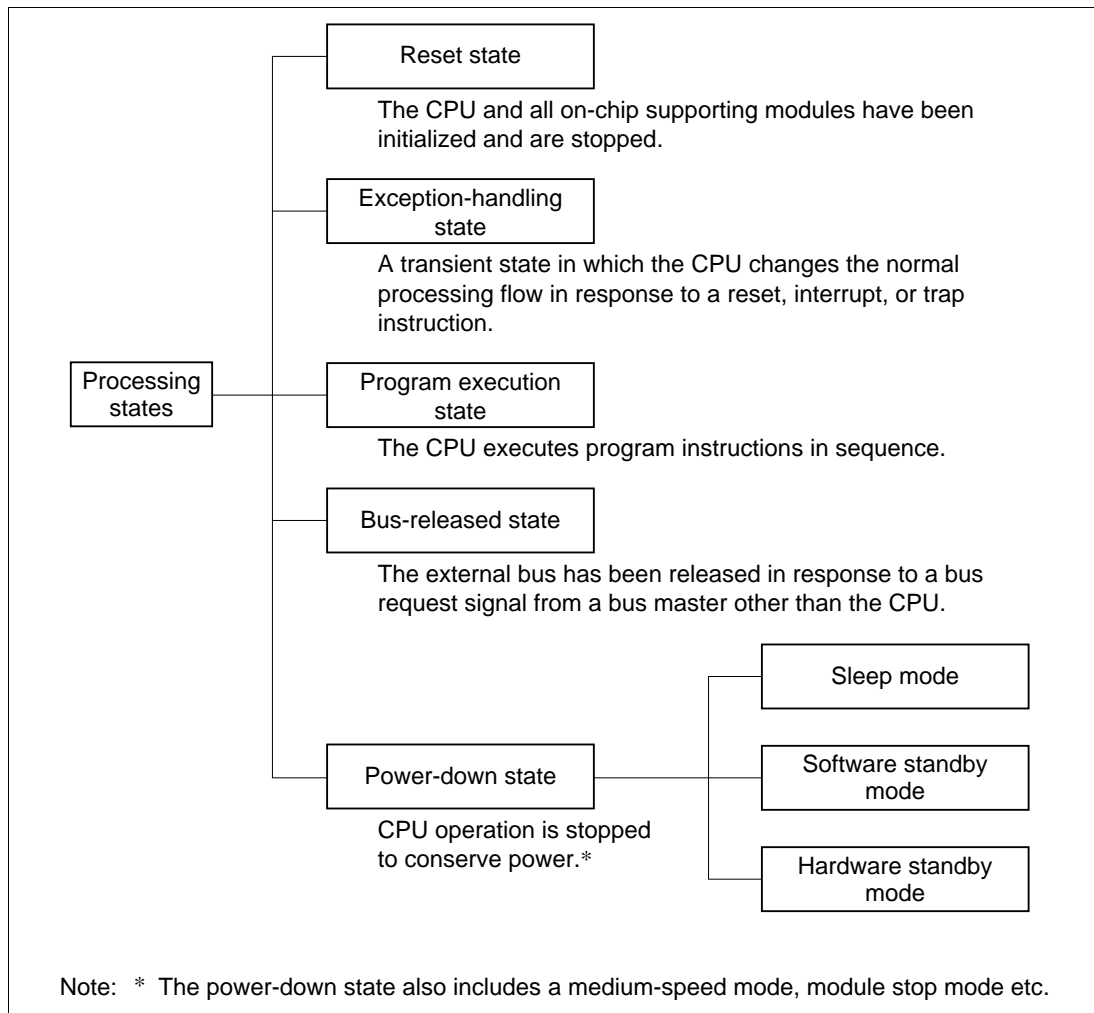 Reset state
The CPU and all on-chip supporting modules have been
initialized and are stopped.
Exception-handling
state
A transient state in which the CPU changes the normal
processing flow in response to a reset, interrupt, or trap
instruction.
Processing
states
Program execution
state
The CPU executes program instructions in sequence.
Bus-released state
The external bus has been released in response to a bus
request signal from a bus master other than the CPU.
Power-down state
CPU operation is stopped
to conserve power.*
Sleep mode
Software standby
mode
Hardware standby
mode
Note: * The power-down state also includes a medium-speed mode, module stop mode etc.